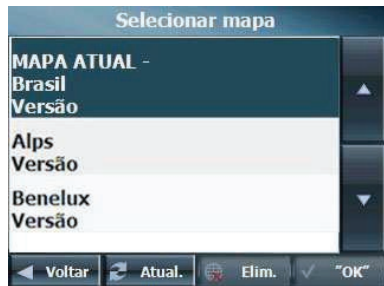 Selecionar mapa
MAPA ATUAL -
Brasil
Versão
Alps
Versão
Benelux
Versão
Voltar
Atual.
Elim.
"OK"